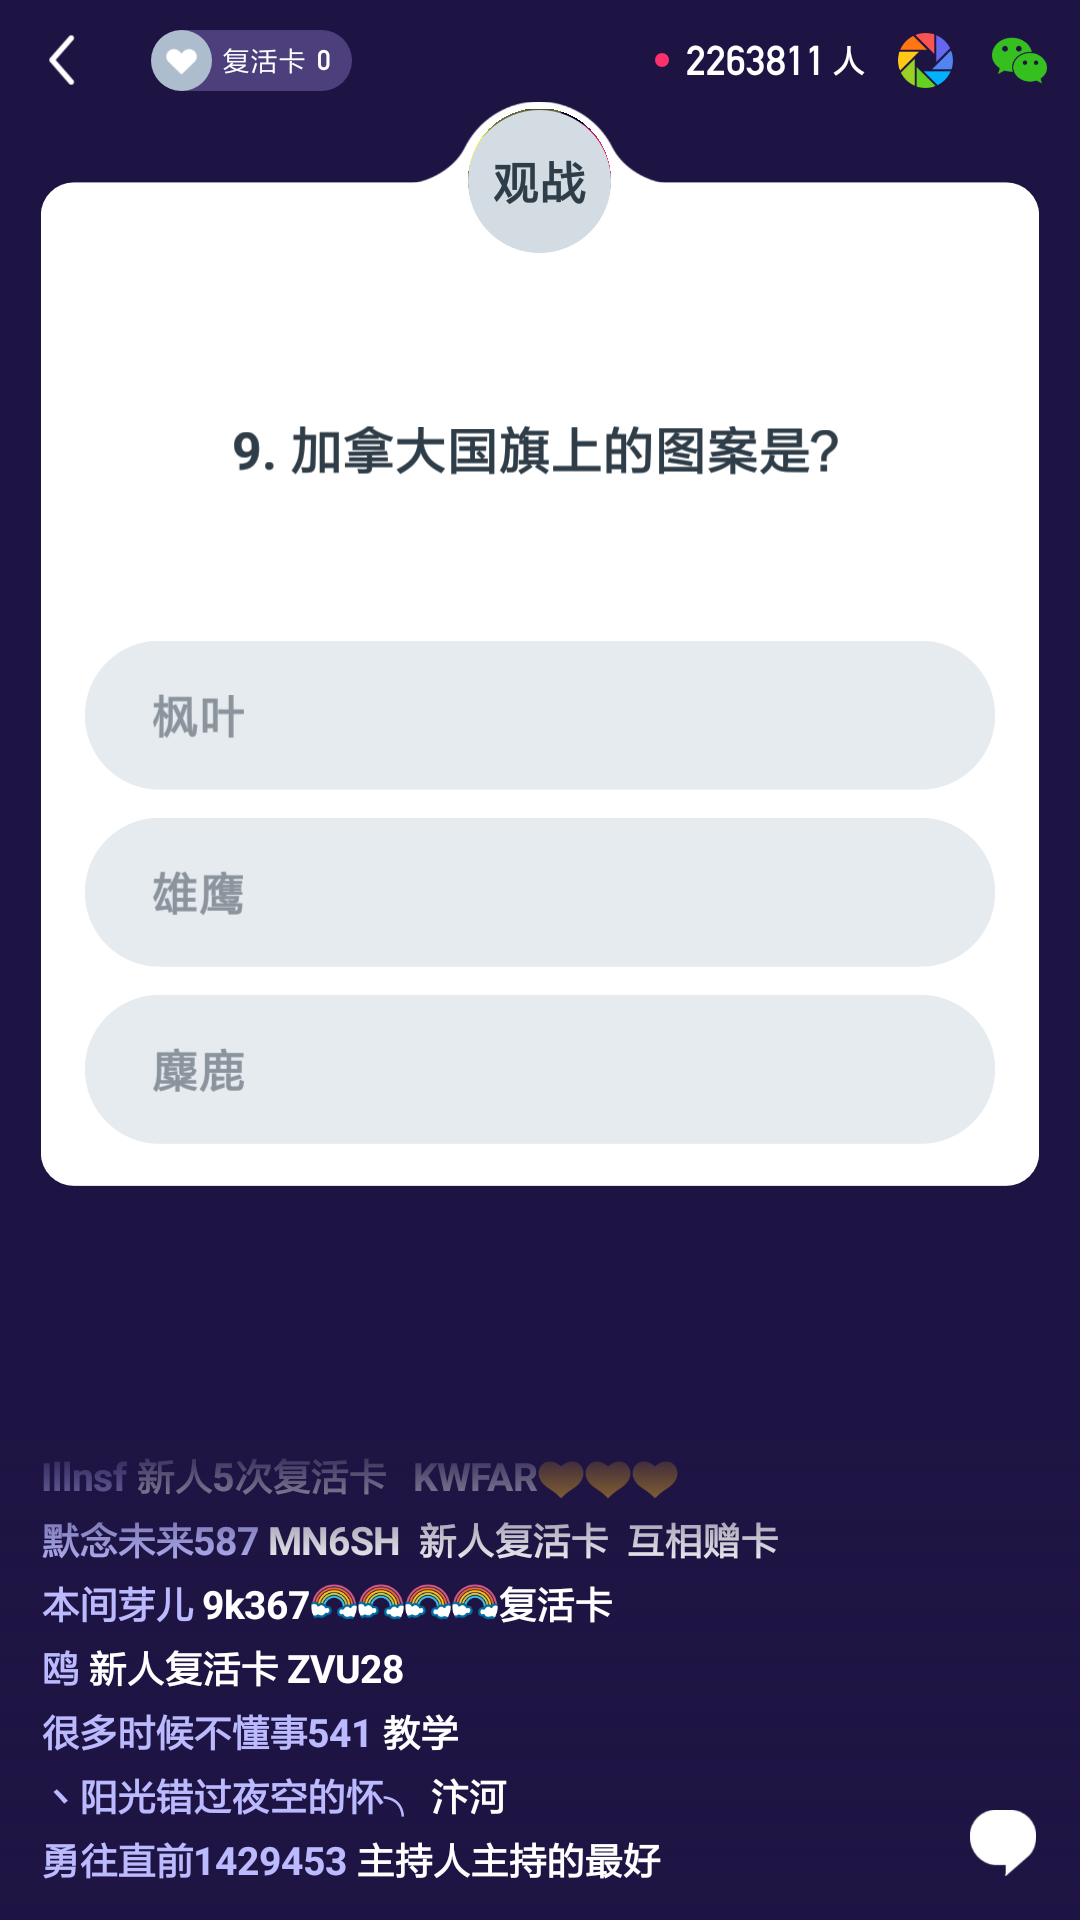 复活卡 0
2263811 人
观战
9. 加拿大国旗上的图案是?
枫叶
雄鹰
麋鹿
Illnsf 新人5次复活卡 KWFAR🧡🧡🧡
默念未来587 MN6SH 新人复活卡 互相赠卡
本间芽儿 9k367🌈🌈🌈🌈复活卡
鸥 新人复活卡 ZVU28
很多时候不懂事541 教学
丶阳光错过夜空的怀╮ 汴河
勇往直前1429453 主持人主持的最好